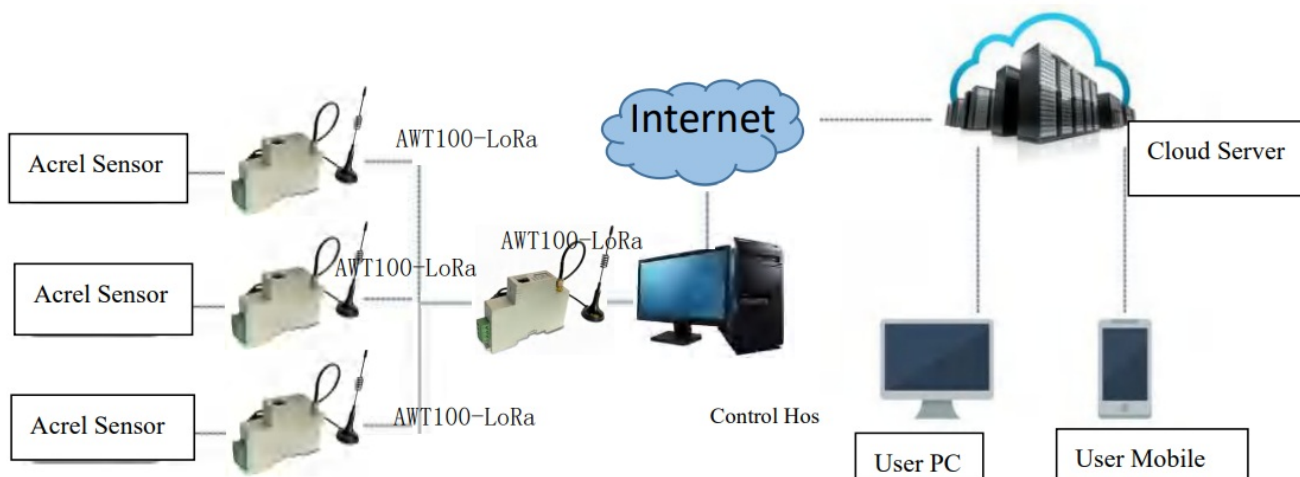 Internet
AWT100-LoRa
Acrel Sensor
Cloud Server
AWT100-LoRa
AWT100-LoRa
Acrel Sensor
AWT100-LoRa
Acrel Sensor
Control Hos
User PC
User Mobile